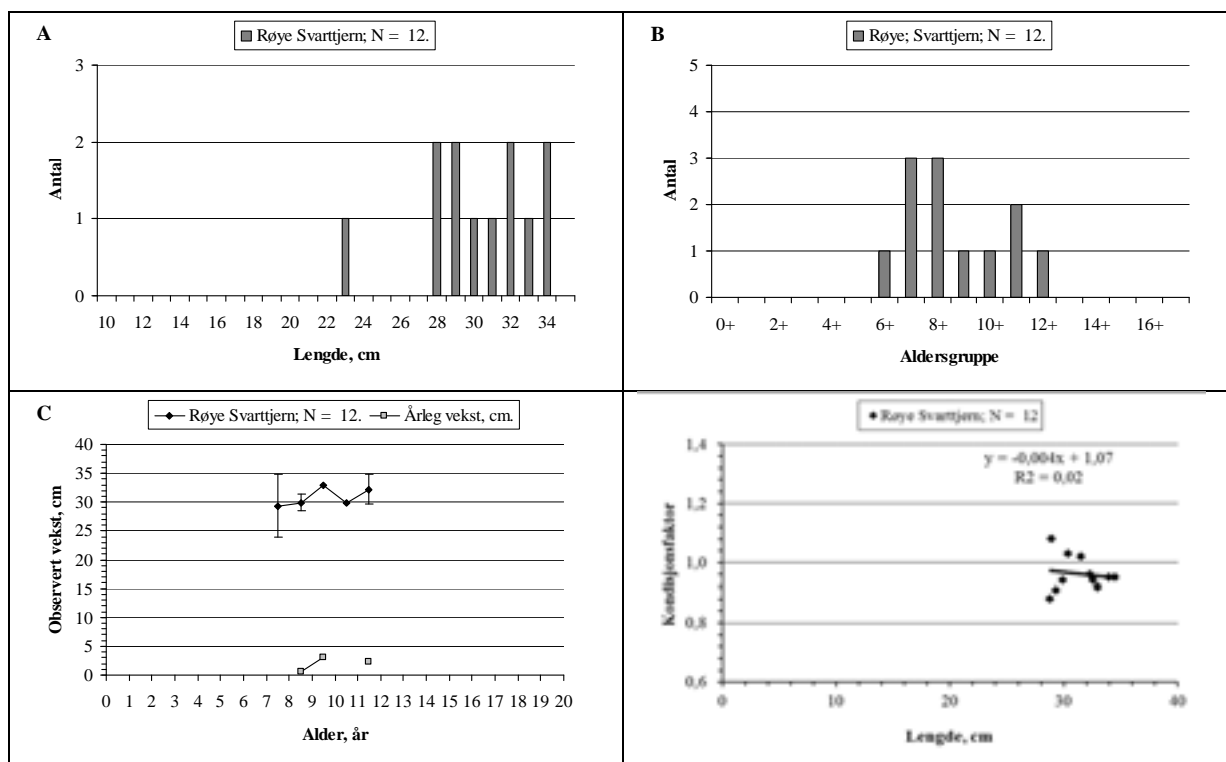 A
Røye Svarttjern; N = 12.
3
2
1
0
Antal
10 12 14 16 18 20 22 24 26 28 30 32 34
Lengde, cm
B
Røye; Svarttjern; N = 12.
5
4
3
2
1
0
Antal
0+ 2+ 4+ 6+ 8+ 10+ 12+ 14+ 16+
Aldersgruppe
C
Røye Svarttjern; N = 12. Årleg vekst, cm.
40
35
30
25
20
15
10
5
0
Observert vekst, cm
0 1 2 3 4 5 6 7 8 9 10 11 12 13 14 15 16 17 18 19 20
Alder, år
Røye Svarttjern; N = 12
y = -0,004x + 1,07
R2 = 0,02
1,4
1,2
1,0
0,8
0,6
Kondisjonsfaktor
0 10 20 30 40
Lengde, cm